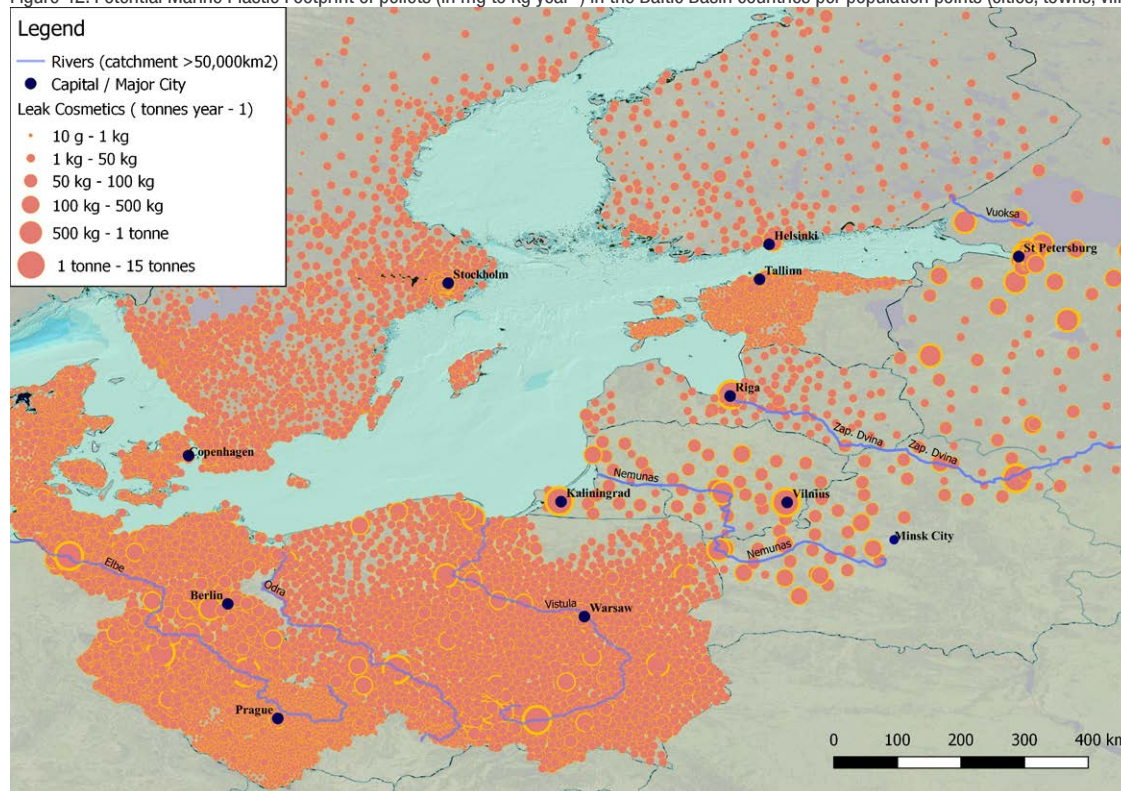 Figure 42. Potential Marine Plastic Footprint of pellets (in mg to kg year⁻¹) in the Baltic Basin countries per population points (cities, towns,
Legend
Rivers (catchment >50,000km2)
Capital / Major City
Leak Cosmetics ( tonnes year - 1)
10 g - 1 kg
1 kg - 50 kg
50 kg - 100 kg
100 kg - 500 kg
500 kg - 1 tonne
1 tonne - 15 tonnes
Vuoksa
Helsinki
St Petersburg
Stockholm
Tallinn
Riga
Zap. Dvina
Zap. Dvina
Copenhagen
Nemunas
Kaliningrad
Vilnius
Minsk City
Nemunas
Elbe
Odra
Berlin
Vistula
Warsaw
Prague
0 100 200 300 400 km